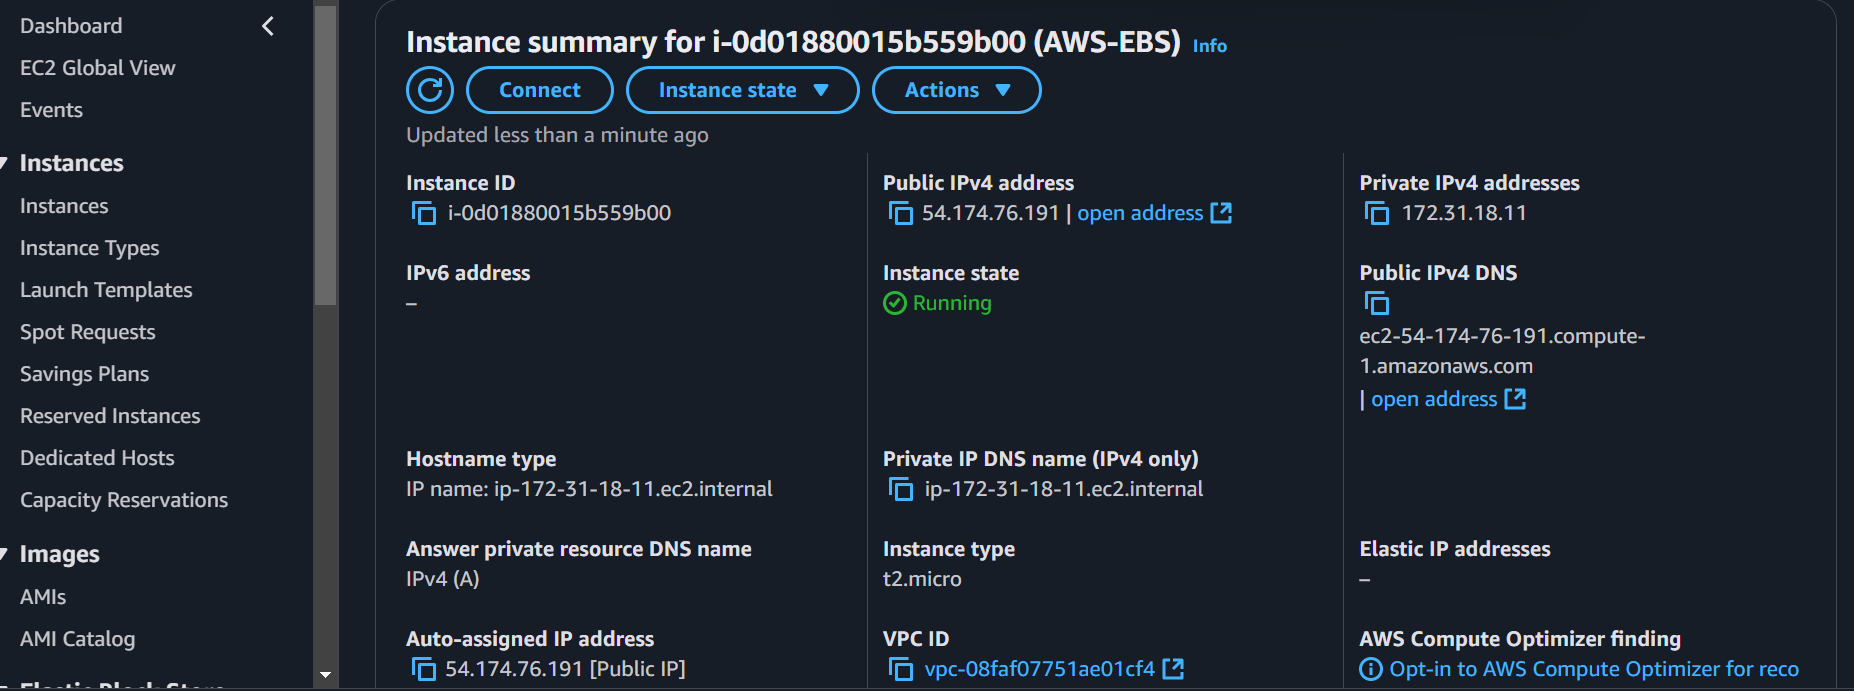 Dashboard
EC2 Global View
Events
Instances
Instances
Instance Types
Launch Templates
Spot Requests
Savings Plans
Reserved Instances
Dedicated Hosts
Capacity Reservations
Images
AMIs
AMI Catalog
Elastic Block Store
Instance summary for i-0d01880015b559b00 (AWS-EBS) Info
Connect
Instance state
Actions
Updated less than a minute ago
Instance ID
i-0d01880015b559b00
Public IPv4 address
54.174.76.191 | open address
Private IPv4 addresses
172.31.18.11
IPv6 address
–
Instance state
Running
Public IPv4 DNS
ec2-54-174-76-191.compute-
1.amazonaws.com
| open address
Hostname type
IP name: ip-172-31-18-11.ec2.internal
Private IP DNS name (IPv4 only)
ip-172-31-18-11.ec2.internal
Answer private resource DNS name
IPv4 (A)
Instance type
t2.micro
Elastic IP addresses
–
Auto-assigned IP address
54.174.76.191 [Public IP]
VPC ID
vpc-08faf07751ae01cf4
AWS Compute Optimizer finding
Opt-in to AWS Compute Optimizer for reco